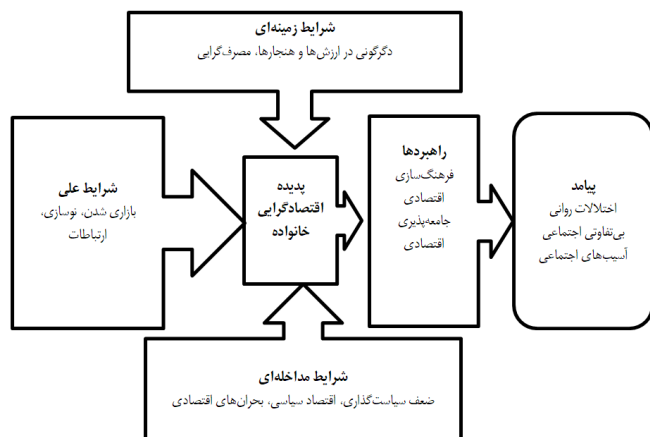 شرایط زمینه‌ای
دگرگونی در ارزش‌ها و هنجارها، مصرف‌گرایی
شرایط علی
بازاری شدن، نوسازی،
ارتباطات
پدیده
اقتصادگرایی
خانواده
راهبردها
فرهنگ‌سازی
اقتصادی
جامعه‌پذیری
اقتصادی
پیامد
اختلالات روانی
بی‌تفاوتی اجتماعی
آسیب‌های اجتماعی
شرایط مداخله‌ای
ضعف سیاست‌گذاری، اقتصاد سیاسی، بحران‌های اقتصادی